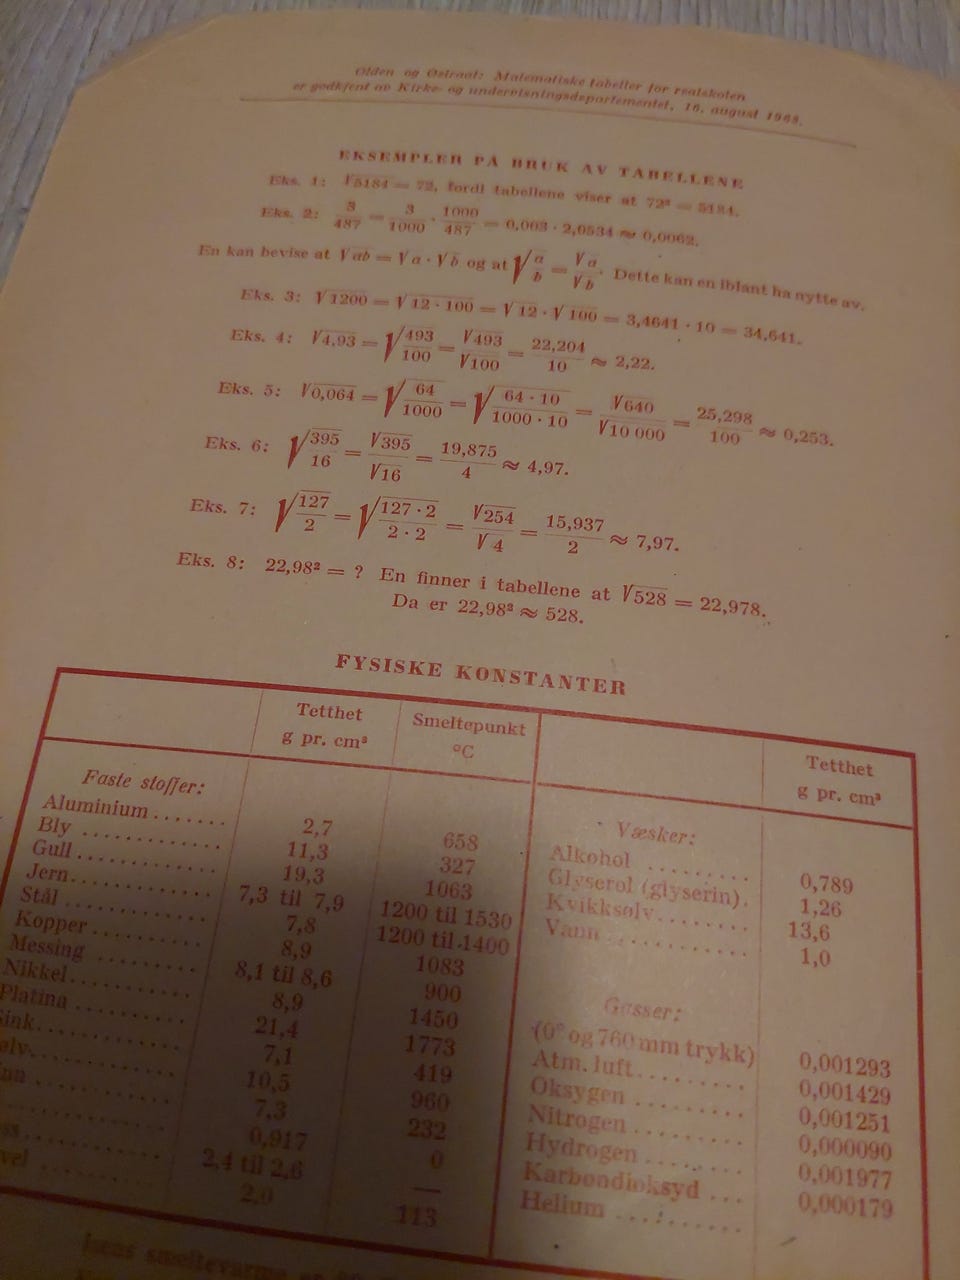 Olden og Østraat: Matematiske tabeller for realskolen
er godkjent av Kirke- og undervisningsdepartementet, 16. august 1965.
EKSEMPLER PÅ BRUK AV TABELLENE
Eks. 1: √5184 = 72, fordi tabellene viser at 72² = 5184.
Eks. 2: 3/487 = 3/1000 · 1000/487 = 0,003 · 2,0534 ≈ 0,0062.
En kan bevise at √ab = √a · √b og at √(a/b) = √a/√b. Dette kan en iblant ha nytte av.
Eks. 3: √1200 = √12 · 100 = √12 · √100 = 3,4641 · 10 = 34,641.
Eks. 4: √4,93 = √(493/100) = √493/√100 = 22,204/10 ≈ 2,22.
Eks. 5: √0,064 = √(64/1000) = √(64 · 10/1000 · 10) = √640/√10 000 = 25,298/100 ≈ 0,253.
Eks. 6: √(395/16) = √395/√16 = 19,875/4 ≈ 4,97.
Eks. 7: √(127/2) = √(127 · 2/2 · 2) = √254/√4 = 15,937/2 ≈ 7,97.
Eks. 8: 22,98² = ? En finner i tabellene at √528 = 22,978.
Da er 22,98² ≈ 528.
FYSISKE KONSTANTER
Tetthet g pr. cm³ Smeltepunkt °C
Faste stoffer:
Aluminium ....... 2,7 658
Bly ............ 11,3 327
Gull ............ 19,3 1063
Jern ............ 7,3 til 7,9 1200 til 1530
Stål ............ 7,8 1200 til 1400
Kopper .......... 8,9 1083
Messing ......... 8,1 til 8,6 900
Nikkel .......... 8,9 1450
Platina ......... 21,4 1773
ink ............ 7,1 419
ølv ............ 10,5 960
nn ............ 7,3 232
............ 0,917 0
ss ............ 2,4 til 2,6 —
vel ............ 2,0 113
Tetthet g pr. cm³
Væsker:
Alkohol ......... 0,789
Glyserol (glyserin). 1,26
Kvikksølv ....... 13,6
Vann ........... 1,0
Gasser:
(0° og 760 mm trykk)
Atm. luft ......... 0,001293
Oksygen ......... 0,001429
Nitrogen ......... 0,001251
Hydrogen ......... 0,000090
Karbondioksyd ... 0,001977
Helium .......... 0,000179
Isens smeltevarme er